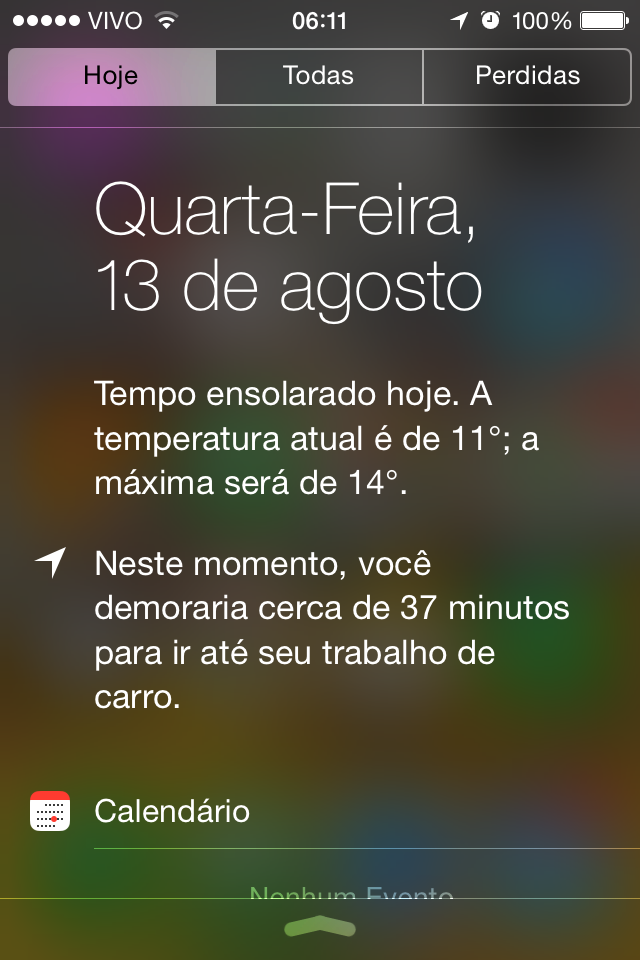 VIVO 06:11 100%
Hoje Todas Perdidas
Quarta-Feira,
13 de agosto
Tempo ensolarado hoje. A
temperatura atual é de 11°; a
máxima será de 14°.
Neste momento, você
demoraria cerca de 37 minutos
para ir até seu trabalho de
carro.
Calendário
Nenhum Evento